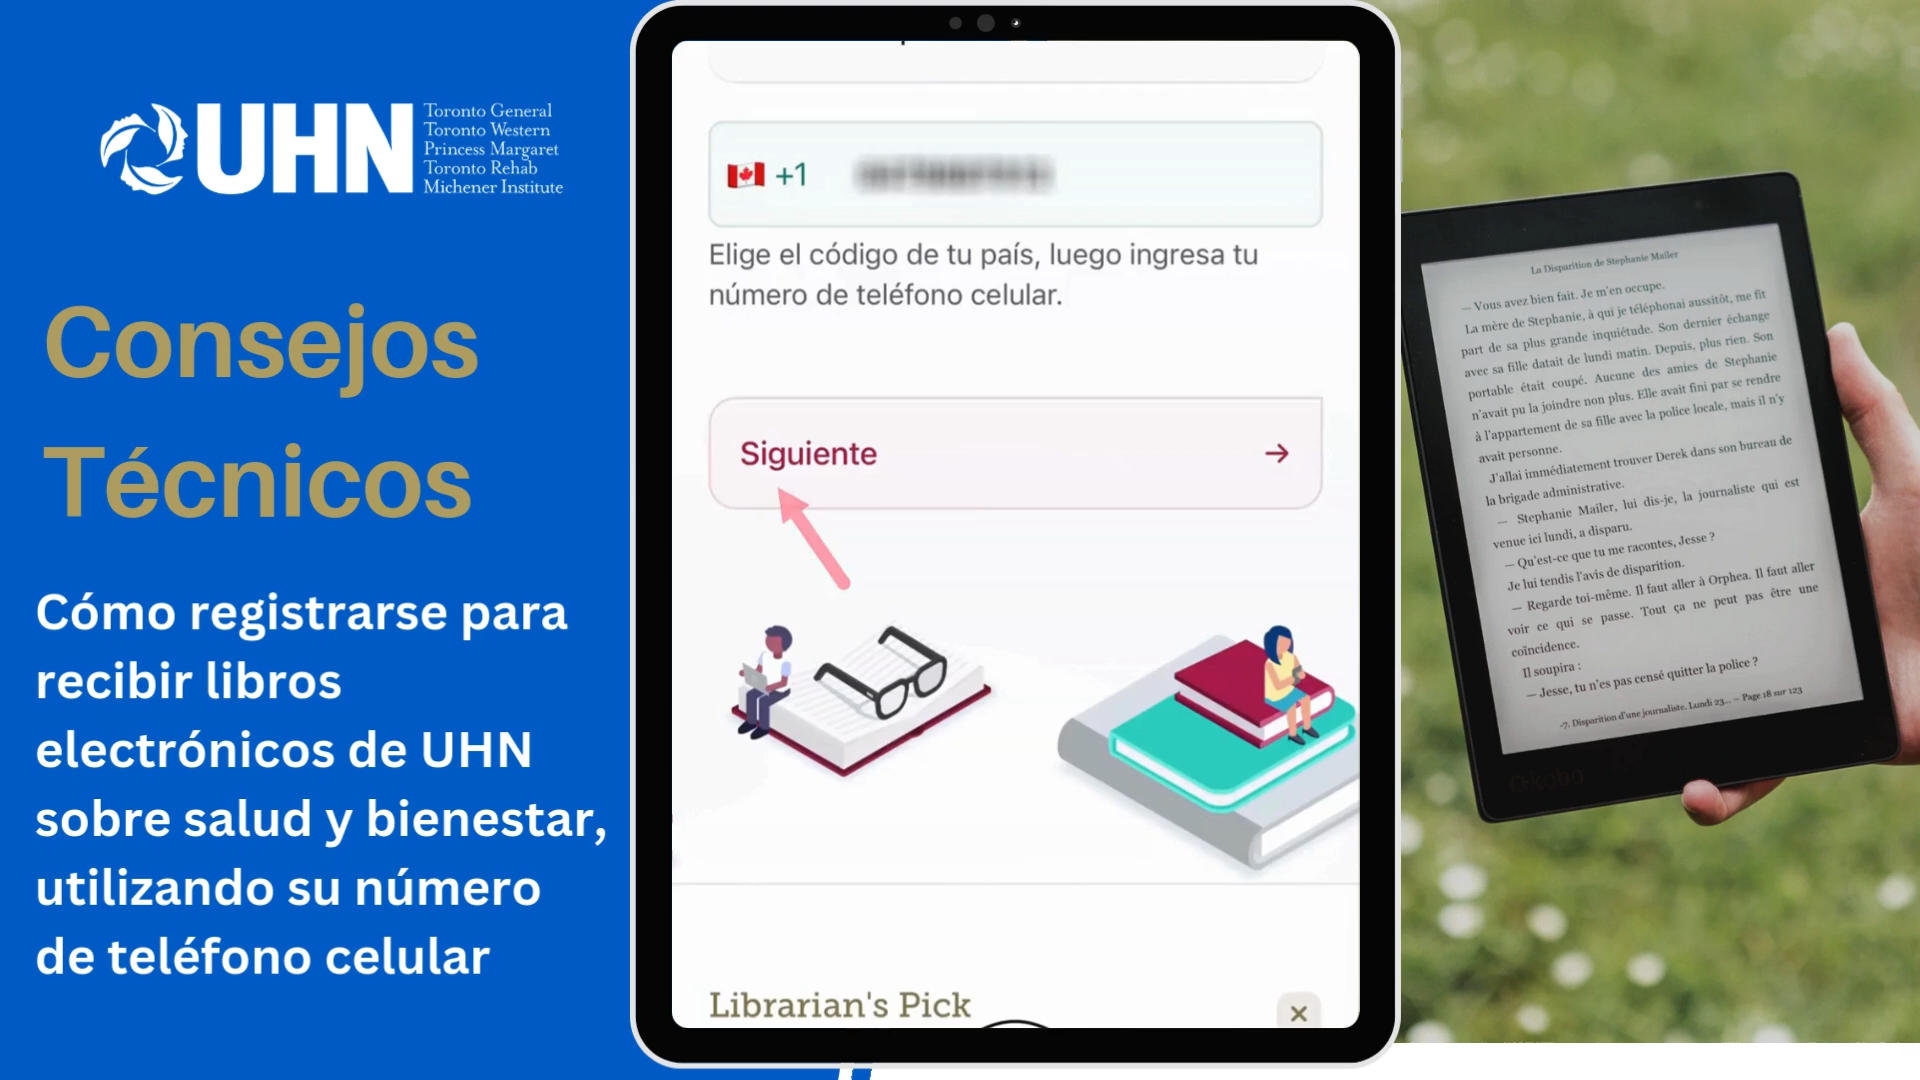 UHN
Toronto General
Toronto Western
Princess Margaret
Toronto Rehab
Michener Institute
Consejos
Técnicos
Cómo registrarse para
recibir libros
electrónicos de UHN
sobre salud y bienestar,
utilizando su número
de teléfono celular
+1
Elige el código de tu país, luego ingresa tu
número de teléfono celular.
Siguiente
Librarian's Pick
La Disparition de Stephanie Mailer
— Vous avez bien fait. Je m'en occupe.
La mère de Stephanie, à qui je téléphonai aussitôt, me fit
part de sa plus grande inquiétude. Son dernier échange
avec sa fille datait de lundi matin. Depuis, plus rien. Son
portable était coupé. Aucune des amies de Stephanie
n'avait pu la joindre non plus. Elle avait fini par se rendre
à l'appartement de sa fille avec la police locale, mais il n'y
avait personne.
J'allai immédiatement trouver Derek dans son bureau de
la brigade administrative.
— Stephanie Mailer, lui dis-je, la journaliste qui est
venue ici lundi, a disparu.
— Qu'est-ce que tu me racontes, Jesse ?
Je lui tendis l'avis de disparition.
— Regarde toi-même. Il faut aller à Orphea. Il faut aller
voir ce qui se passe. Tout ça ne peut pas être une
coïncidence.
Il soupira :
— Jesse, tu n'es pas censé quitter la police ?
-7. Disparition d'une journaliste. Lundi 23... – Page 18 sur 123
kobo